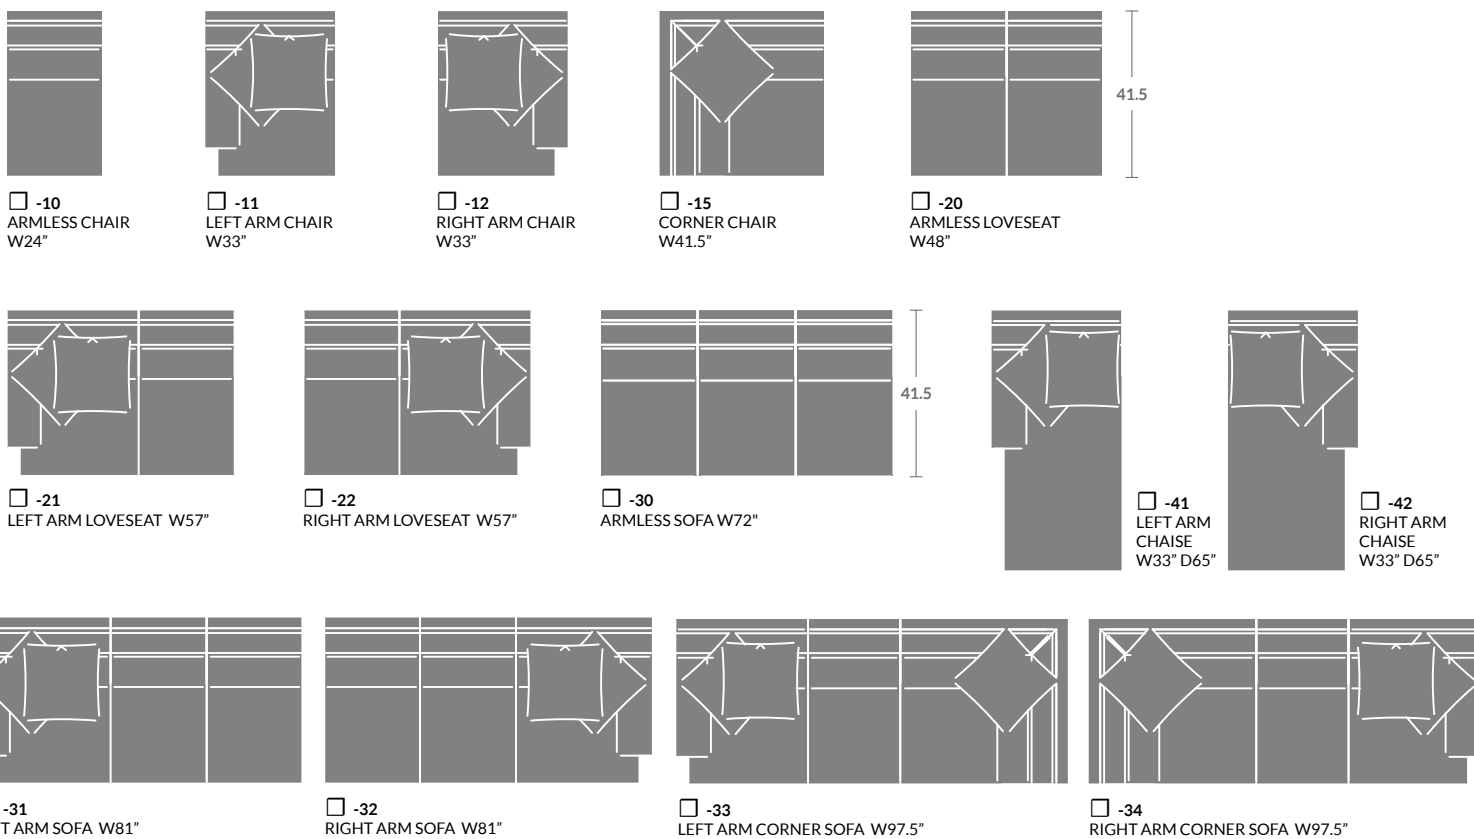 ❒ -10
ARMLESS CHAIR
W24”
❒ -11
LEFT ARM CHAIR
W33”
❒ -12
RIGHT ARM CHAIR
W33”
❒ -15
CORNER CHAIR
W41.5”
❒ -20
ARMLESS LOVESEAT
W48”
41.5
❒ -21
LEFT ARM LOVESEAT W57”
❒ -22
RIGHT ARM LOVESEAT W57”
❒ -30
ARMLESS SOFA W72"
41.5
❒ -41
LEFT ARM
CHAISE
W33” D65”
❒ -42
RIGHT ARM
CHAISE
W33” D65”
-31
T ARM SOFA W81”
❒ -32
RIGHT ARM SOFA W81”
❒ -33
LEFT ARM CORNER SOFA W97.5”
❒ -34
RIGHT ARM CORNER SOFA W97.5”